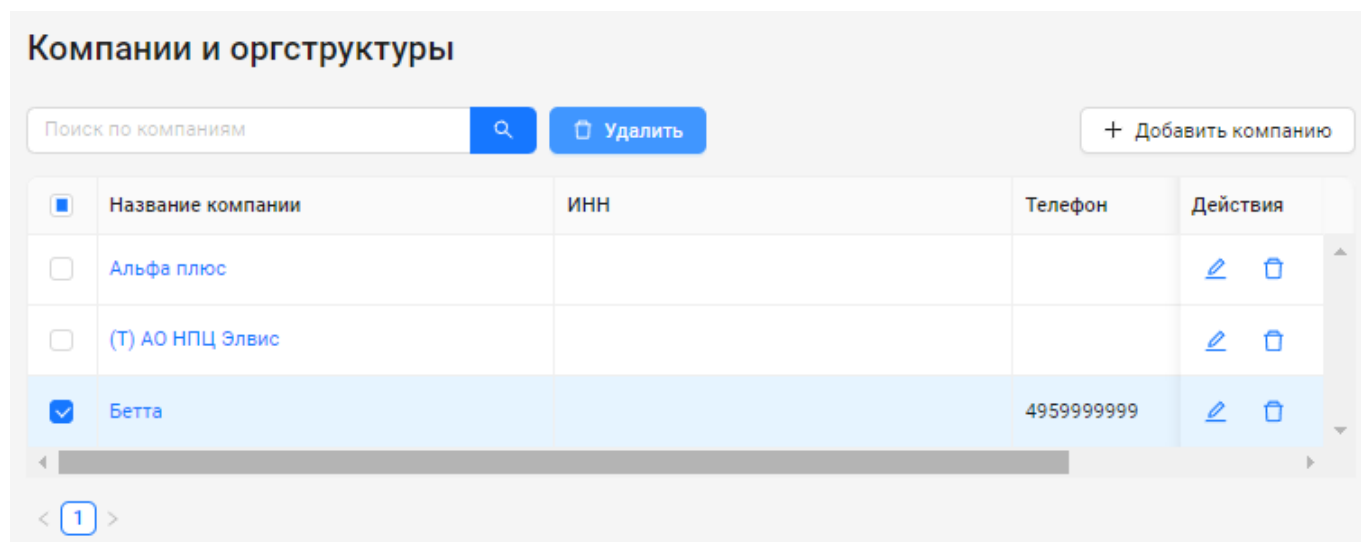 Компании и оргструктуры
Поиск по компаниям Удалить + Добавить компанию
Название компании ИНН Телефон Действия
Альфа плюс
(Т) АО НПЦ Элвис
Бетта 4959999999
< 1 >